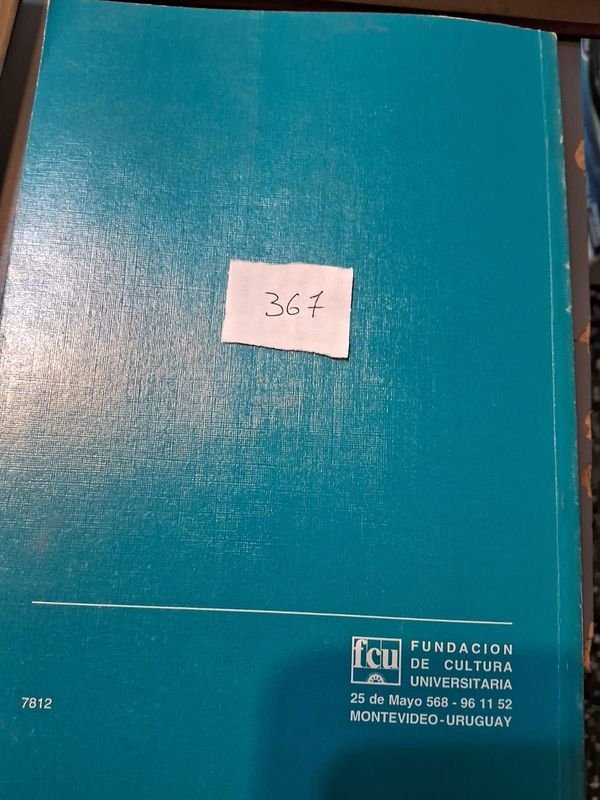 367
fcu
FUNDACION
DE CULTURA
UNIVERSITARIA
25 de Mayo 568 - 96 11 52
MONTEVIDEO-URUGUAY
7812